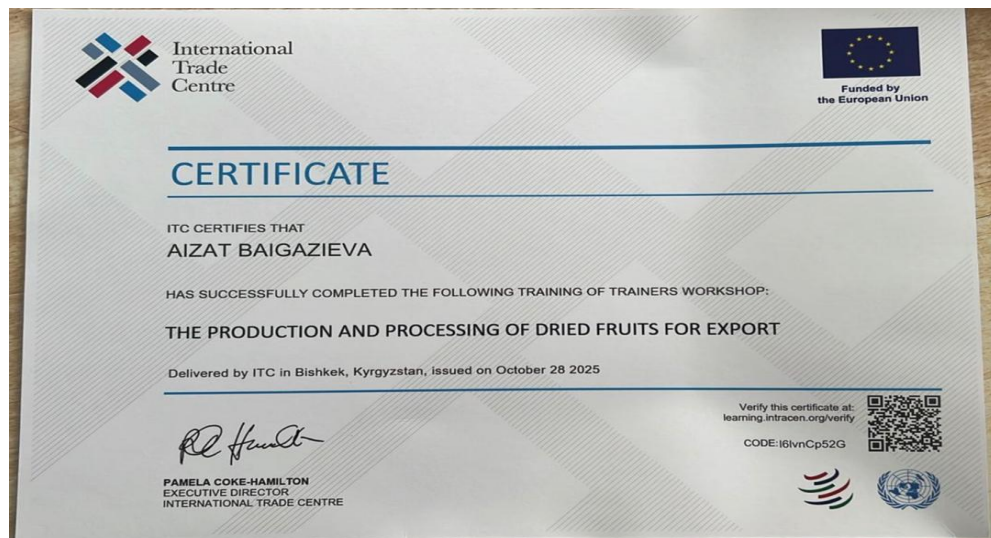 International
Trade
Centre
Funded by
the European Union
CERTIFICATE
ITC CERTIFIES THAT
AIZAT BAIGAZIEVA
HAS SUCCESSFULLY COMPLETED THE FOLLOWING TRAINING OF TRAINERS WORKSHOP:
THE PRODUCTION AND PROCESSING OF DRIED FRUITS FOR EXPORT
Delivered by ITC in Bishkek, Kyrgyzstan, issued on October 28 2025
Verify this certificate at:
learning.intracen.org/verify
CODE:I6IvnCp52G
PAMELA COKE-HAMILTON
EXECUTIVE DIRECTOR
INTERNATIONAL TRADE CENTRE